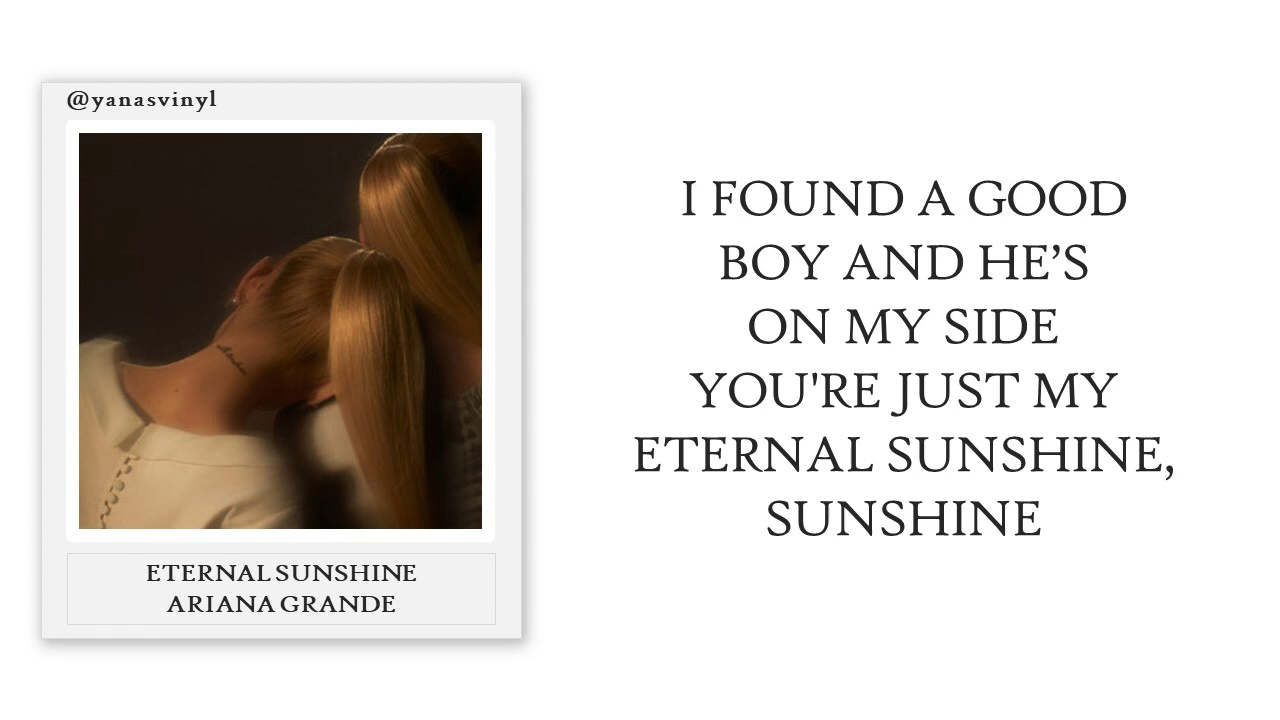 @yanasvinyl
ETERNAL SUNSHINE
ARIANA GRANDE
I FOUND A GOOD
BOY AND HE’S
ON MY SIDE
YOU'RE JUST MY
ETERNAL SUNSHINE,
SUNSHINE